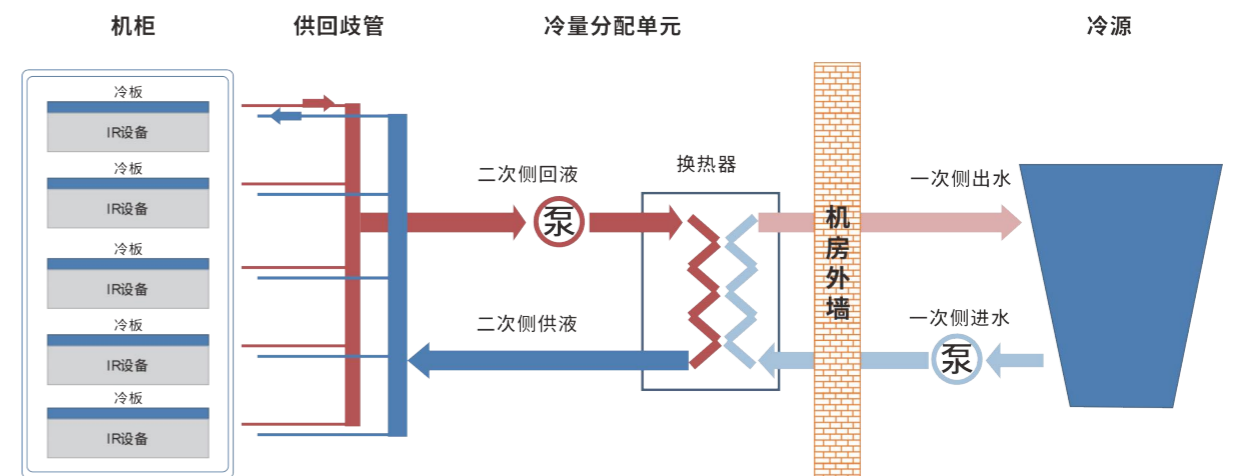 机柜
供回歧管
冷量分配单元
冷源
冷板
IR设备
冷板
IR设备
冷板
IR设备
冷板
IR设备
冷板
IR设备
二次侧回液
泵
二次侧供液
换热器
机房外墙
一次侧出水
一次侧进水
泵